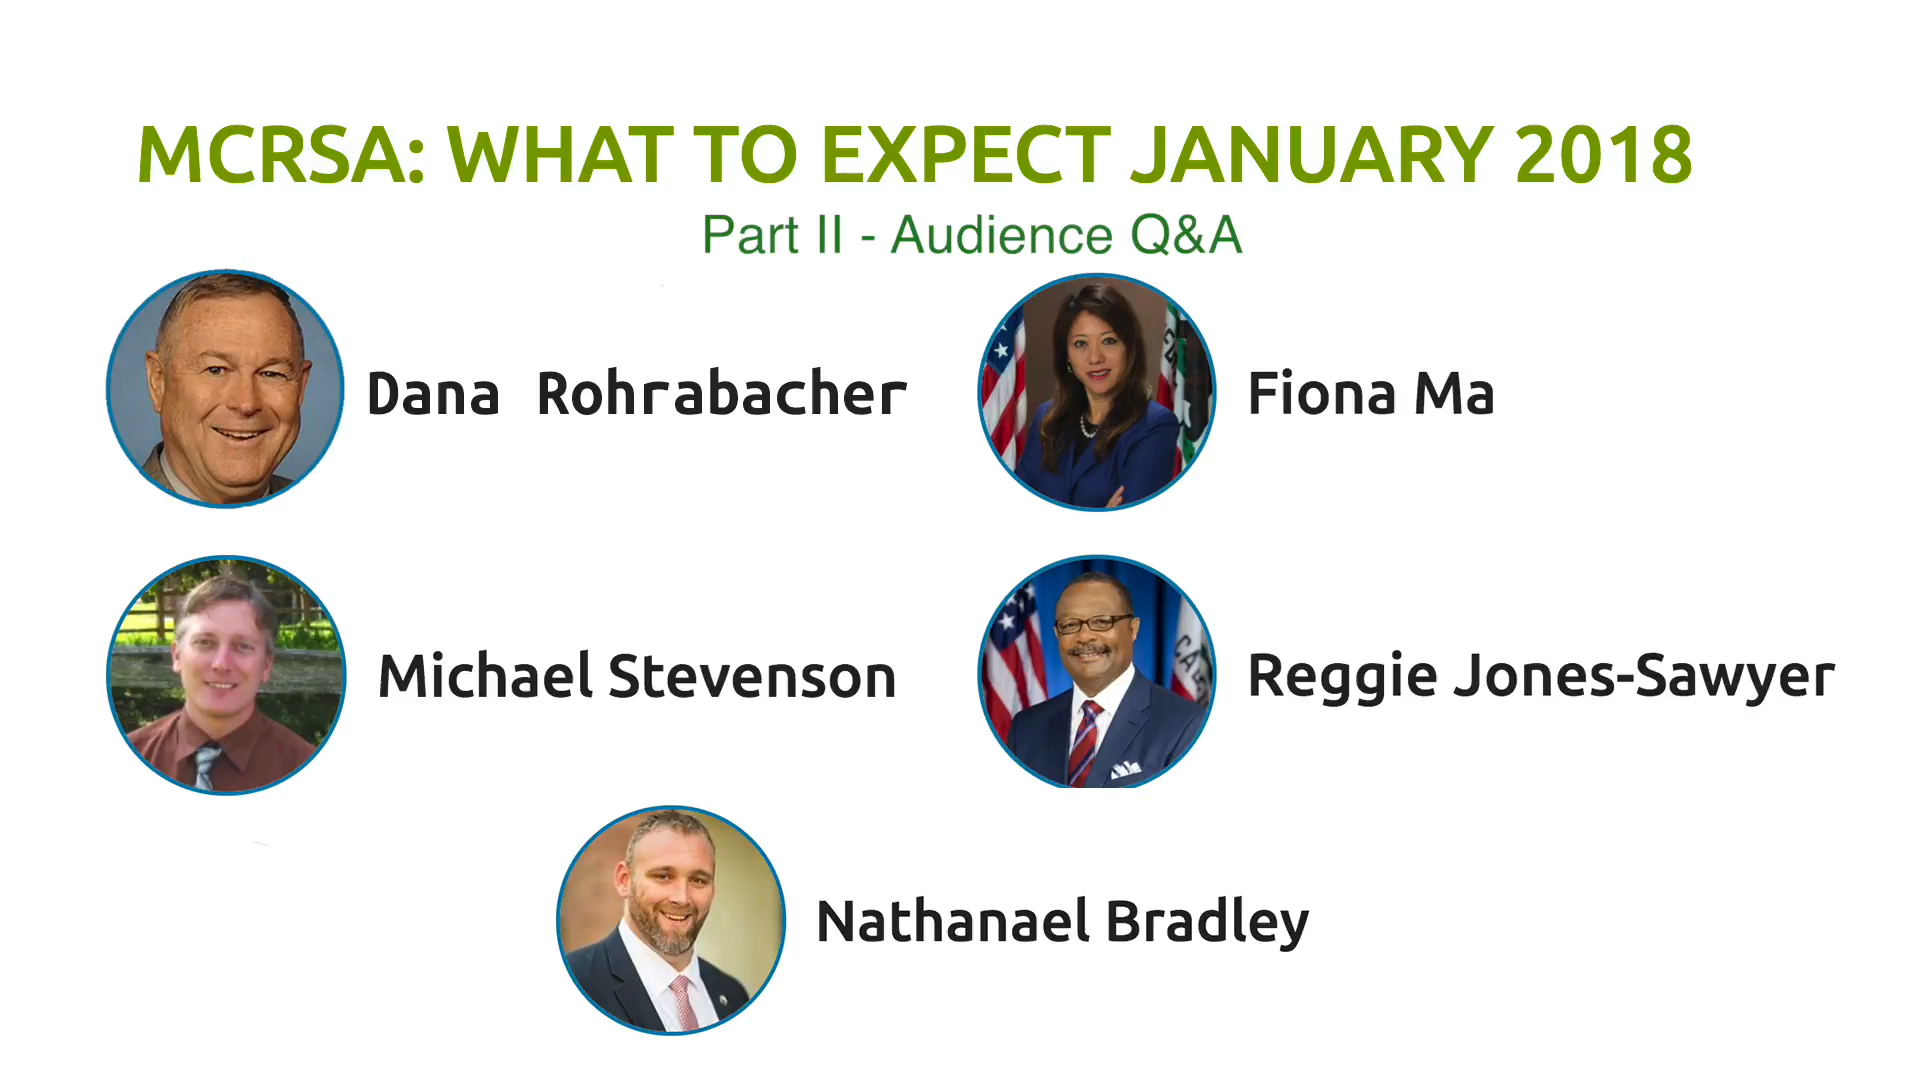 MCRSA: WHAT TO EXPECT JANUARY 2018
Part II - Audience Q&A
Dana Rohrabacher
Fiona Ma
Michael Stevenson
Reggie Jones-Sawyer
Nathanael Bradley